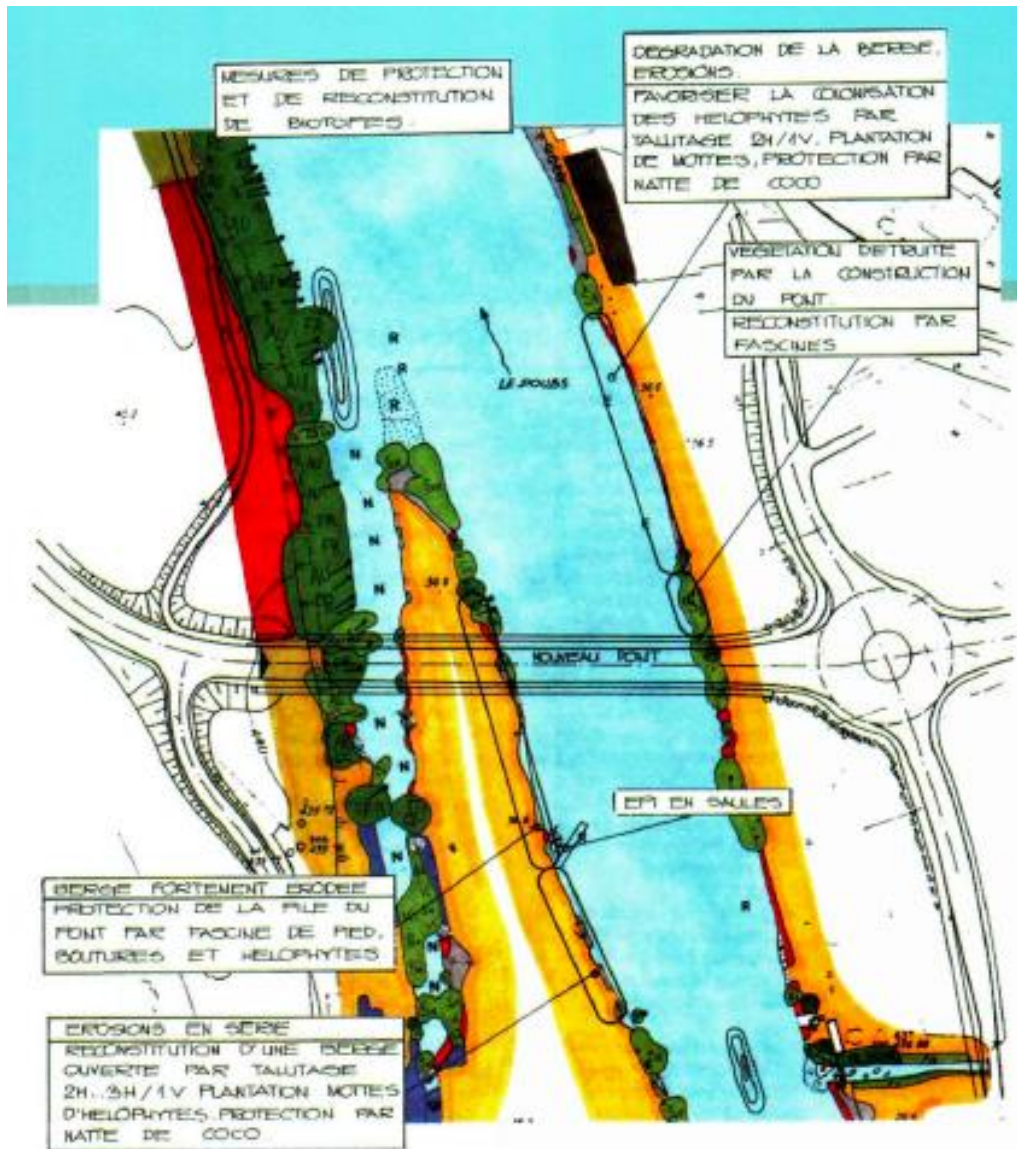 MESURES DE PROTECTION
ET DE RECONSTITUTION
DE BIOTOPES.
DEGRADATION DE LA BERGE,
EROSIONS.
FAVORISER LA COLONISATION
DES HELOPHYTES PAR
TALUTAGE 2H/1V, PLANTATION
DE MOTTES, PROTECTION PAR
NATTE DE COCO
VEGETATION DETRUITE
PAR LA CONSTRUCTION
DU PONT.
RECONSTITUTION PAR
FASCINES
R
R
R
LE DOUBS
N
N
N
N
NOUVEAU PONT
N
N
EPI EN SAULES
N
R
BERGE FORTEMENT ERODEE
PROTECTION DE LA PILE DU
PONT PAR FASCINE DE PIED,
BOUTURES ET HELOPHYTES
N
N
EROSIONS EN SERIE
RECONSTITUTION D'UNE BERGE
OUVERTE PAR TALUTAGE
2H..3H/1V PLANTATION MOTTES
D'HELOPHYTES PROTECTION PAR
NATTE DE COCO